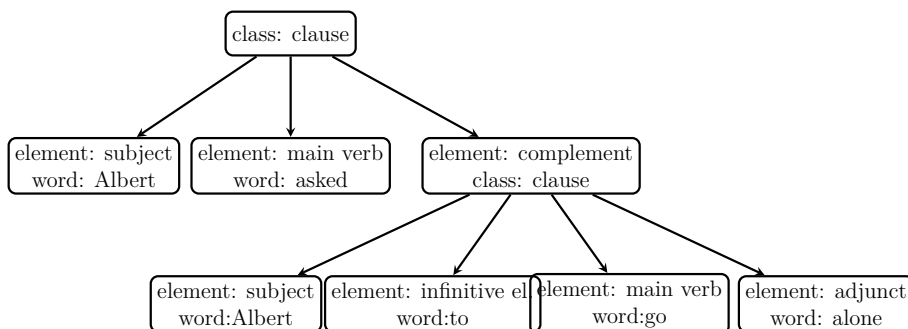 class: clause
element: subject
word: Albert
element: main verb
word: asked
element: complement
class: clause
element: subject
word:Albert
element: infinitive el.
word:to
element: main verb
word:go
element: adjunct
word: alone